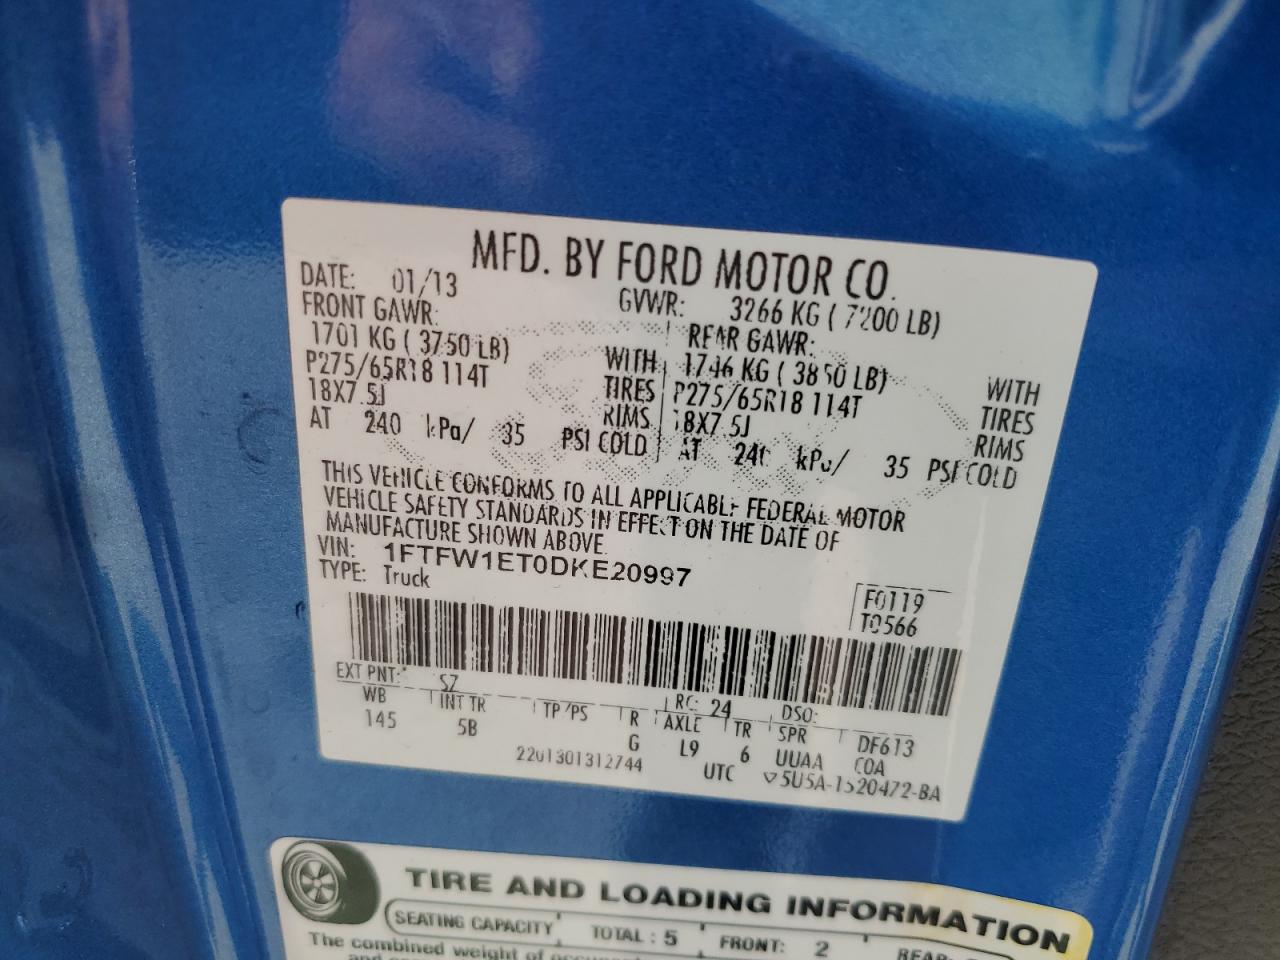 MFD. BY FORD MOTOR CO.
DATE: 01/13 GVWR: 3266 KG ( 7200 LB)
FRONT GAWR: REAR GAWR:
1701 KG ( 3750 LB) WITH 1746 KG ( 3850 LB) WITH
P275/65R18 114T TIRES P275/65R18 114T TIRES
18X7.5J RIMS 18X7.5J RIMS
AT 240 kPa/ 35 PSI COLD AT 240 kPa/ 35 PSI COLD
THIS VEHICLE CONFORMS TO ALL APPLICABLE FEDERAL MOTOR
VEHICLE SAFETY STANDARDS IN EFFECT ON THE DATE OF
MANUFACTURE SHOWN ABOVE.
VIN: 1FTFW1ET0DKE20997
TYPE: Truck
F0119
T0566
EXT PNT: SZ RC: 24 DSO:
WB INT TR TP/PS R AXLE TR SPR DF613
145 5B G L9 6 UUAA COA
2201301312744 UTC ▽5U5A-1520472-BA
TIRE AND LOADING INFORMATION
SEATING CAPACITY TOTAL : 5 FRONT: 2 REAR:
The combined weight of